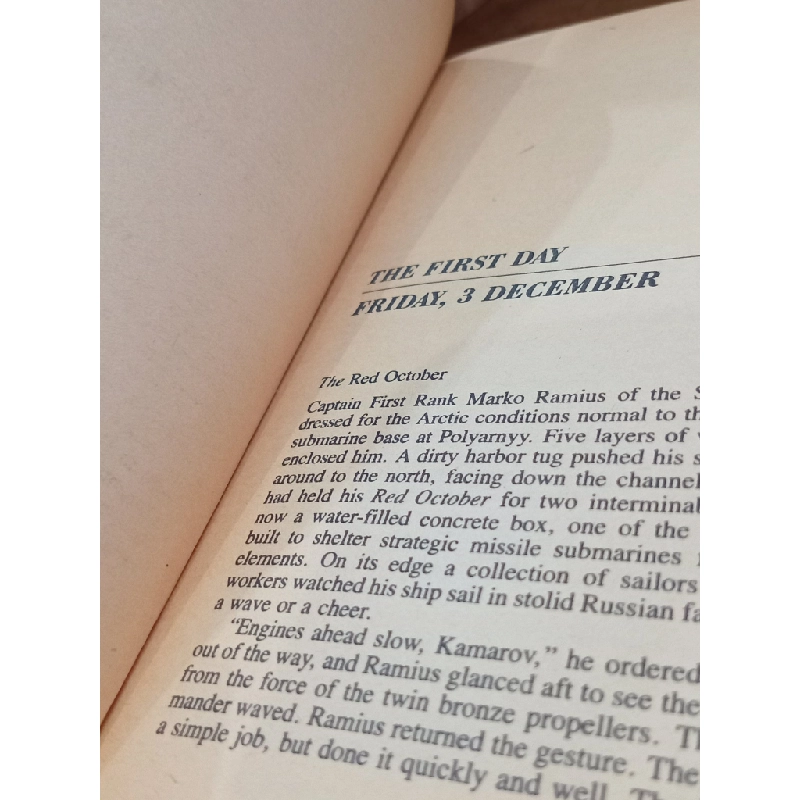 THE FIRST DAY
FRIDAY, 3 DECEMBER
The Red October
Captain First Rank Marko Ramius of the
dressed for the Arctic conditions normal to
submarine base at Polyarnyy. Five layers of
enclosed him. A dirty harbor tug pushed his
around to the north, facing down the channel
had held his Red October for two
now a water-filled concrete box, one of the
built to shelter strategic missile submarines
elements. On its edge a collection of sailors
workers watched his ship sail in stolid Russian
a wave or a cheer.
"Engines ahead slow, Kamarov," he ordered
out of the way, and Ramius glanced aft to see the
from the force of the twin bronze propellers.
mander waved. Ramius returned the gesture. The
a simple job, but done it quickly and well.